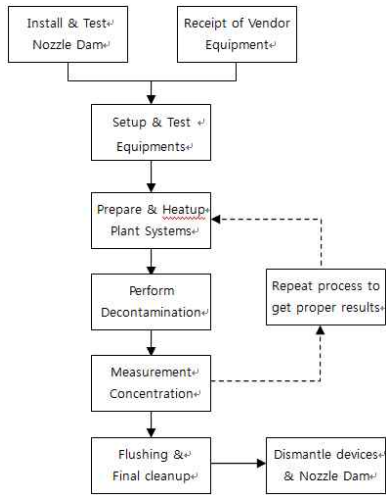 Install & Test
Nozzle Dam
Receipt of Vendor
Equipment
Setup & Test
Equipments
Prepare & Heatup
Plant Systems
Perform
Decontamination
Repeat process to
get proper results
Measurement
Concentration
Flushing &
Final cleanup
Dismantle devices
& Nozzle Dam